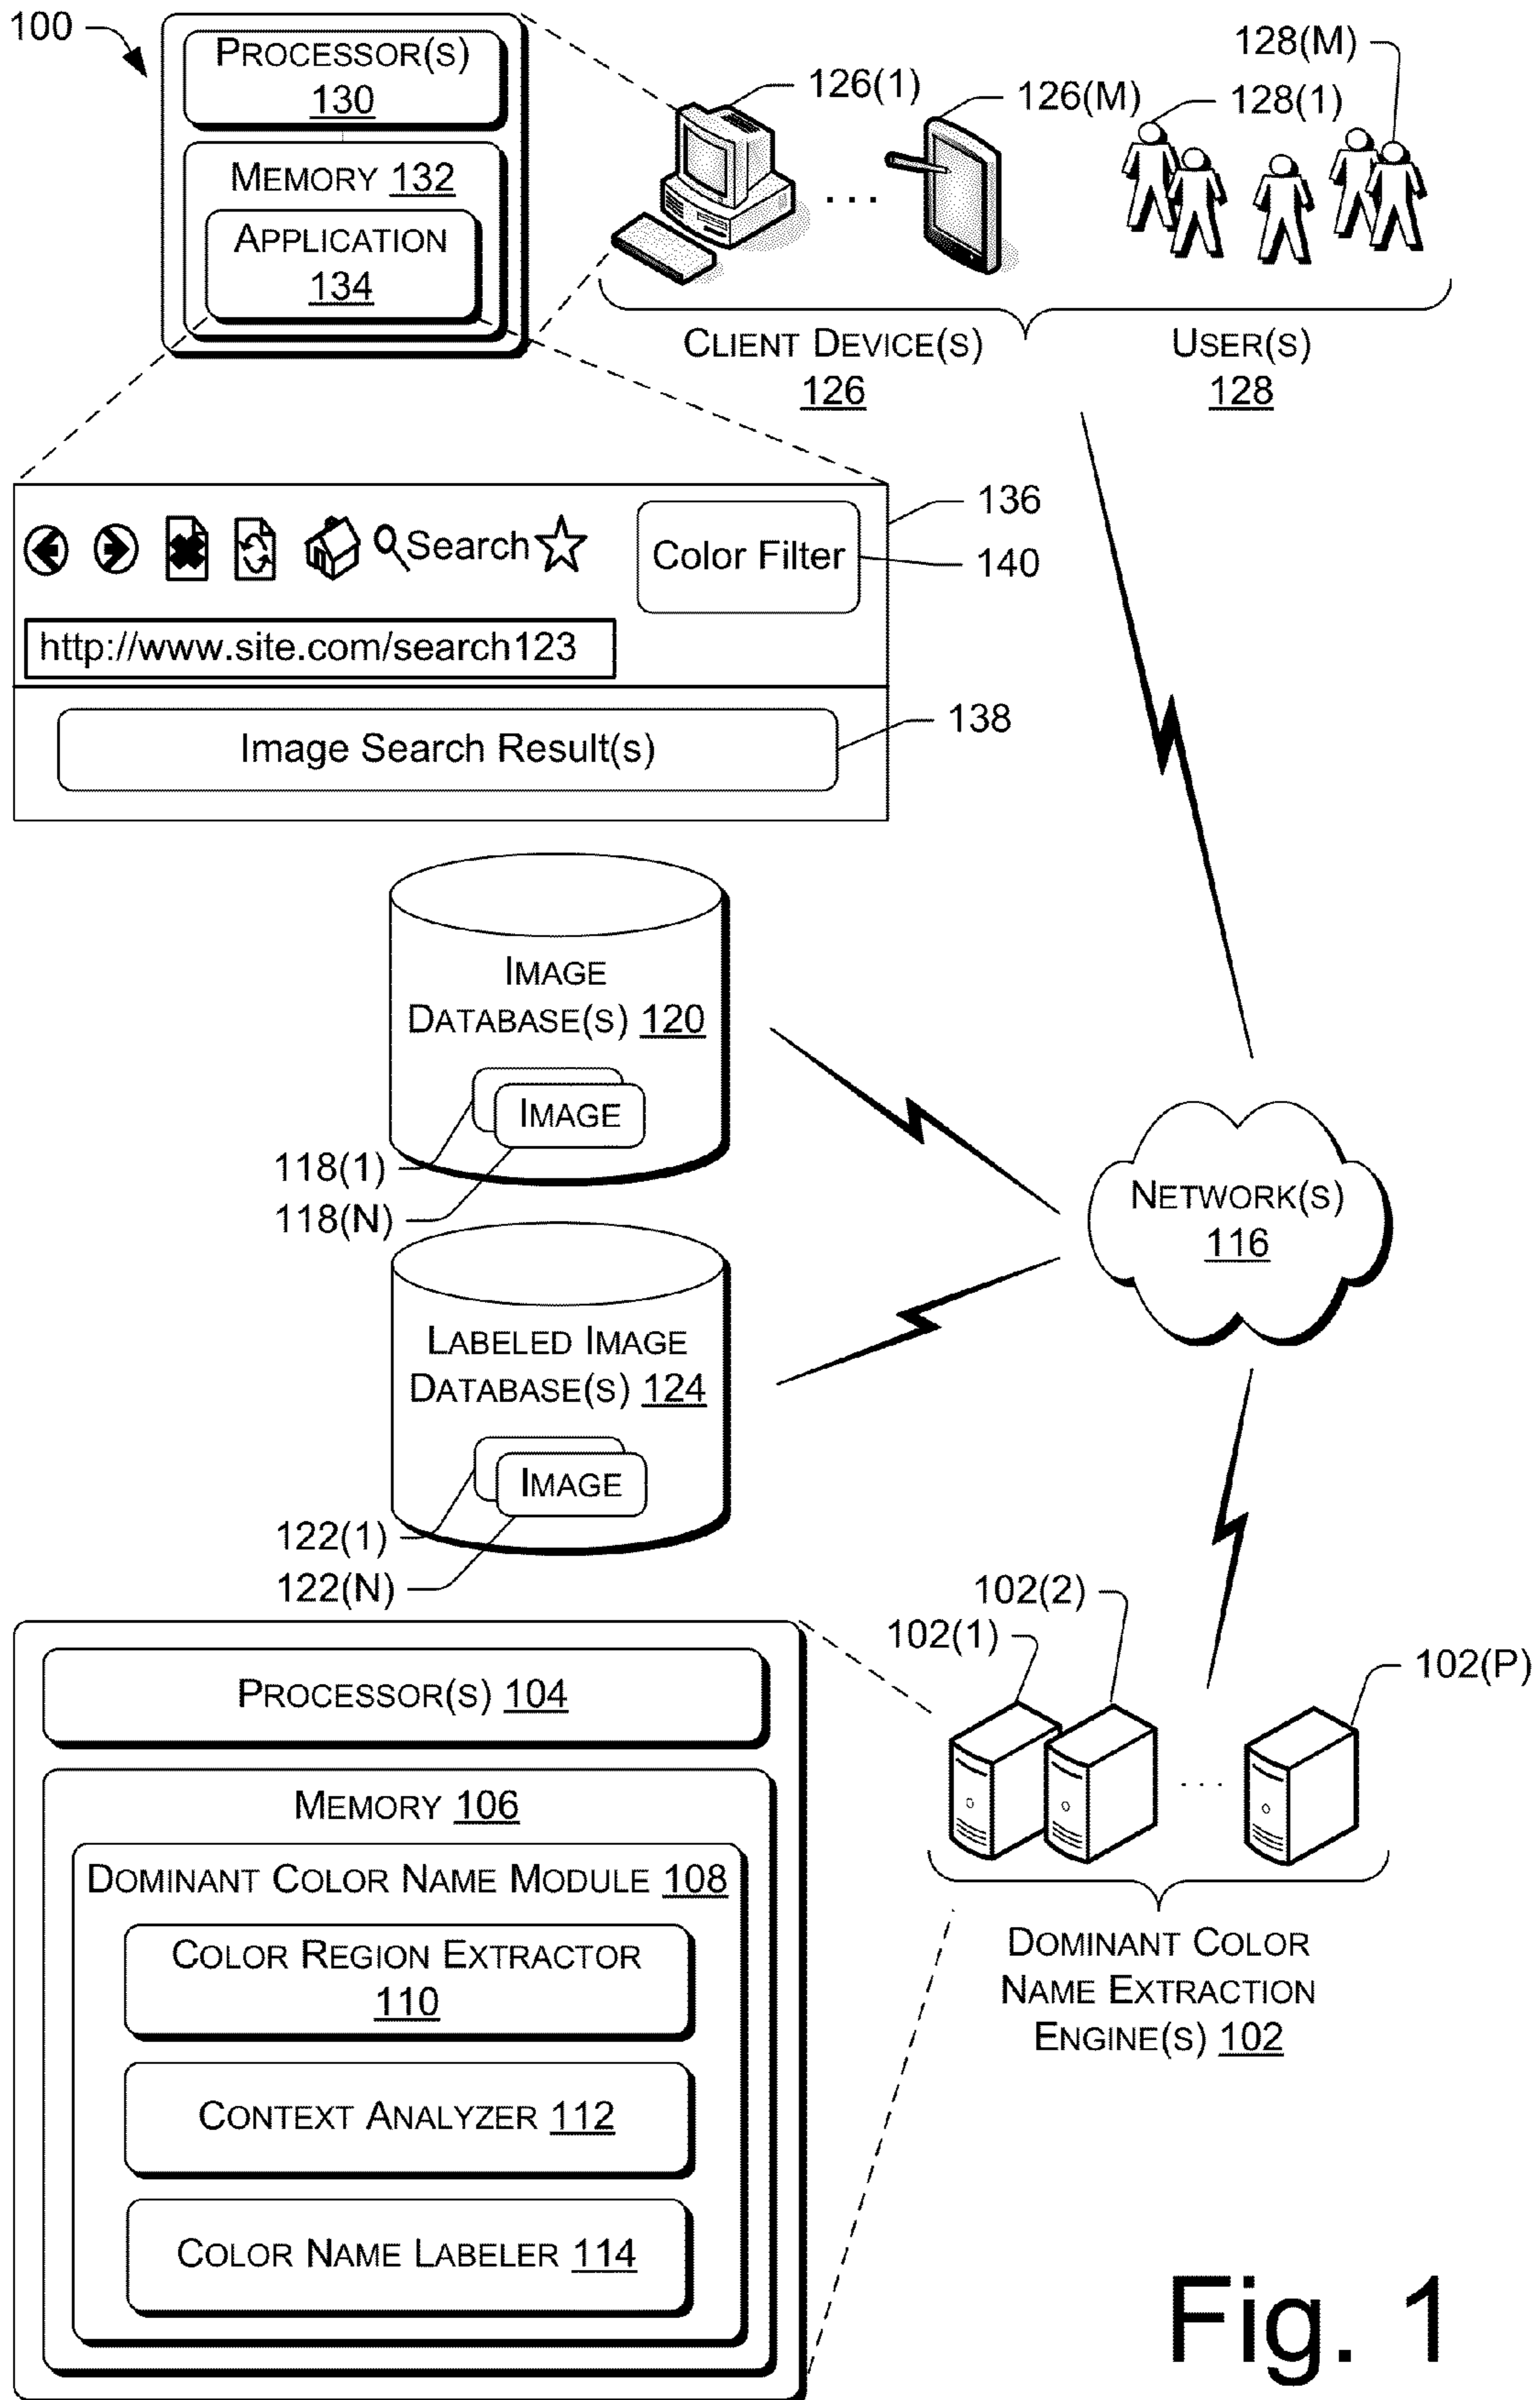 100
PROCESSOR(S)
130
MEMORY 132
APPLICATION
134
126(1)
126(M)
128(1)
128(M)
CLIENT DEVICE(S)
126
USER(S)
128
Search
Color Filter
136
140
http://www.site.com/search123
Image Search Result(s)
138
IMAGE
DATABASE(S) 120
IMAGE
118(1)
118(N)
NETWORK(S)
116
LABELED IMAGE
DATABASE(S) 124
IMAGE
122(1)
122(N)
102(1)
102(2)
102(P)
PROCESSOR(S) 104
MEMORY 106
DOMINANT COLOR NAME MODULE 108
COLOR REGION EXTRACTOR
110
CONTEXT ANALYZER 112
COLOR NAME LABELER 114
DOMINANT COLOR
NAME EXTRACTION
ENGINE(S) 102
Fig. 1